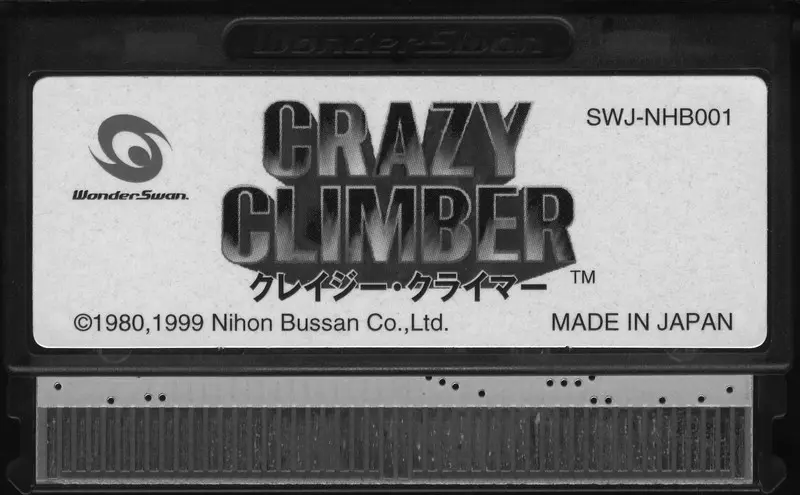 WonderSwan
WonderSwan.
CRAZY
CLIMBER
クレイジー・クライマー
TM
SWJ-NHB001
©1980,1999 Nihon Bussan Co.,Ltd.
MADE IN JAPAN